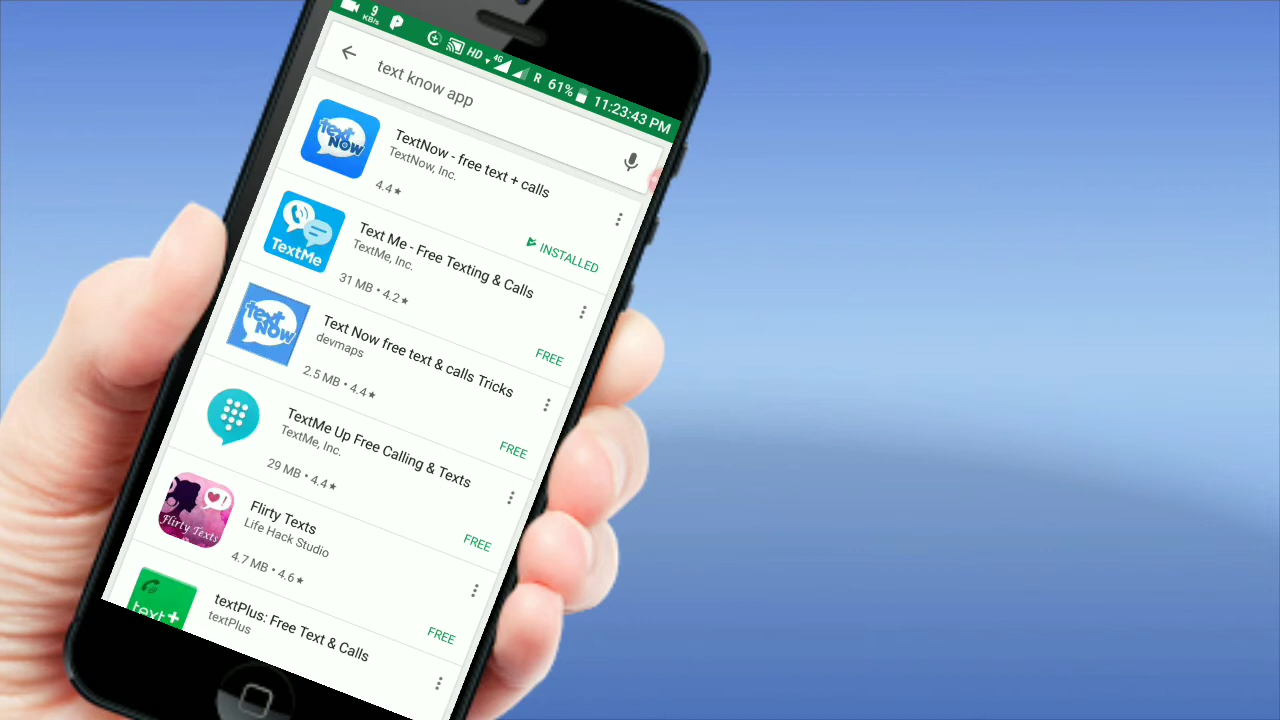 9
KB/s
HD 4G R 61% 11:23:43 PM
text know app
text
NOW
TextNow - free text + calls
TextNow, Inc.
4.4★
INSTALLED
TextMe
Text Me - Free Texting & Calls
TextMe, Inc.
31 MB • 4.2★
FREE
text
NOW
Text Now free text & calls Tricks
devmaps
2.5 MB • 4.4★
FREE
TextMe Up Free Calling & Texts
TextMe, Inc.
29 MB • 4.4★
FREE
Flirty Texts
Flirty Texts
Life Hack Studio
4.7 MB • 4.6★
FREE
text+
textPlus: Free Text & Calls
textPlus